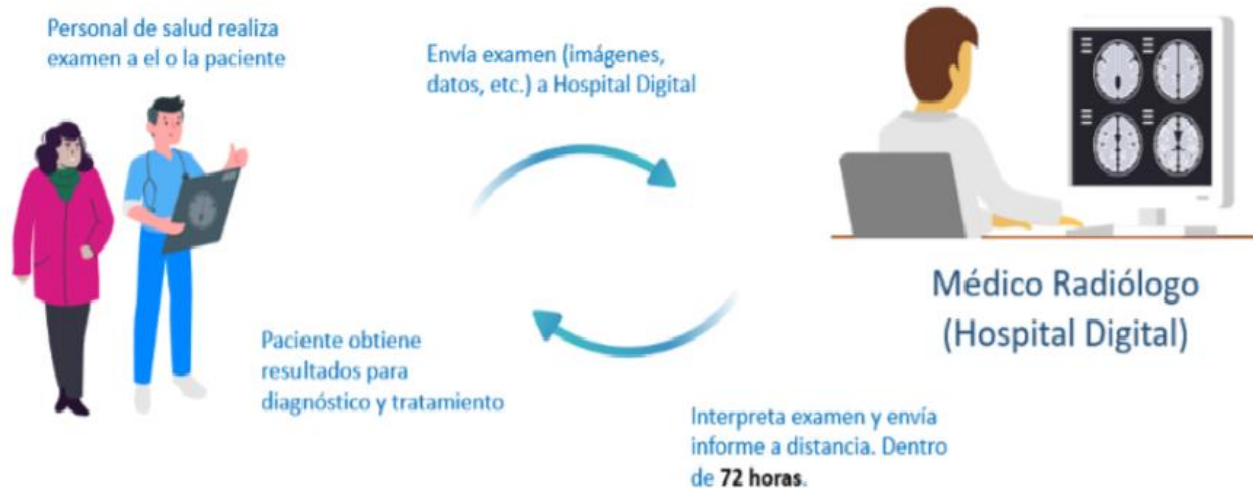 Personal de salud realiza
examen a el o la paciente
Envía examen (imágenes,
datos, etc.) a Hospital Digital
Médico Radiólogo
(Hospital Digital)
Interpreta examen y envía
informe a distancia. Dentro
de 72 horas.
Paciente obtiene
resultados para
diagnóstico y tratamiento